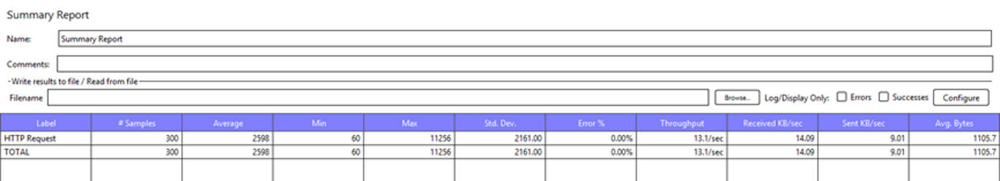 Summary Report
Name: Summary Report
Comments:
Write results to file / Read from file
Filename Browse... Log/Display Only: Errors Successes Configure
Label # Samples Average Min Max Std. Dev. Error % Throughput Received KB/sec Sent KB/sec Avg. Bytes
HTTP Request 300 2598 60 11256 2161.00 0.00% 13.1/sec 14.09 9.01 1105.7
TOTAL 300 2598 60 11256 2161.00 0.00% 13.1/sec 14.09 9.01 1105.7